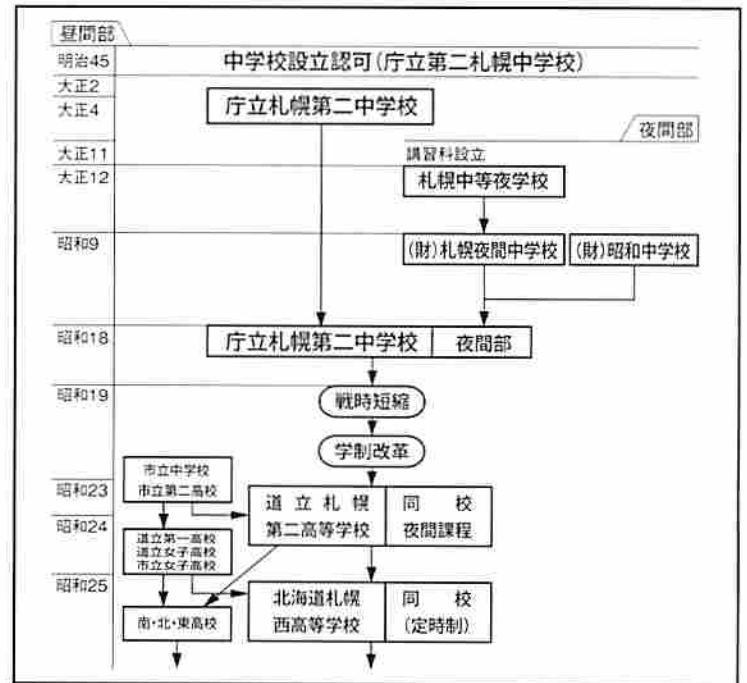 昼間部
明治45
中学校設立認可(庁立第二札幌中学校)
大正2
大正4
庁立札幌第二中学校
夜間部
大正11
講習科設立
大正12
札幌中等夜学校
昭和9
(財)札幌夜間中学校
(財)昭和中学校
昭和18
庁立札幌第二中学校
夜間部
昭和19
戦時短縮
学制改革
市立中学校
市立第二高校
昭和23
道立札幌
第二高等学校
同校
夜間課程
昭和24
道立第一高校
道立女子高校
市立女子高校
昭和25
北海道札幌
西高等学校
同校
(定時制)
南・北・東高校